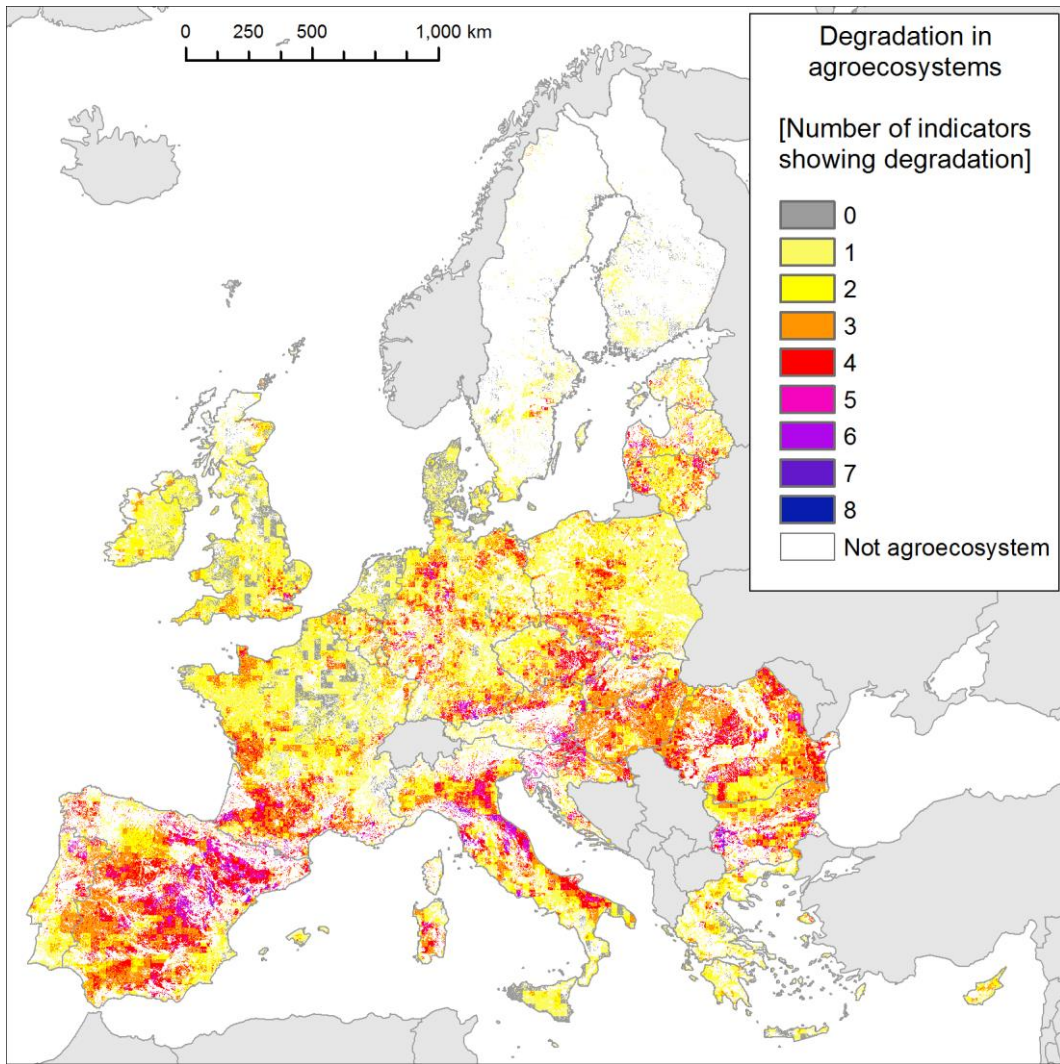 0 250 500 1,000 km
Degradation in
agroecosystems
[Number of indicators
showing degradation]
0
1
2
3
4
5
6
7
8
Not agroecosystem